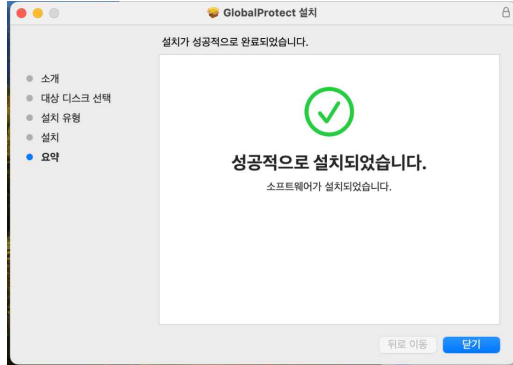 GlobalProtect 설치
설치가 성공적으로 완료되었습니다.
소개
대상 디스크 선택
설치 유형
설치
요약
성공적으로 설치되었습니다.
소프트웨어가 설치되었습니다.
뒤로 이동
닫기